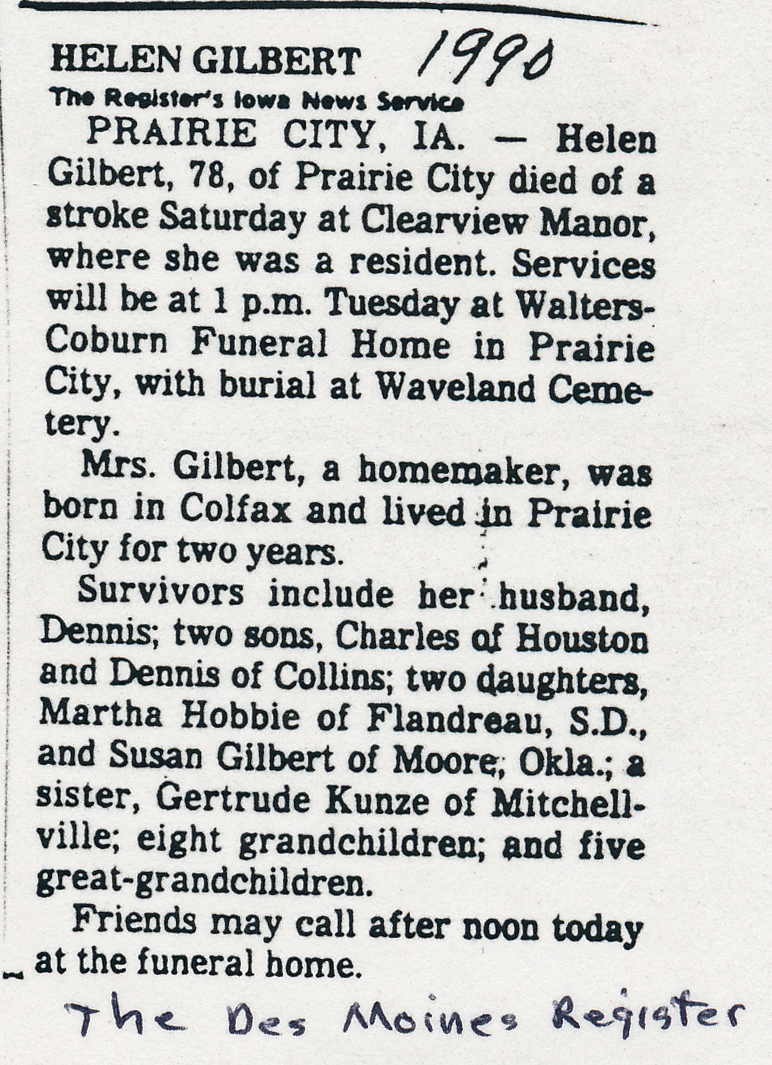 HELEN GILBERT 1990
The Register's Iowa News Service
PRAIRIE CITY, IA. — Helen
Gilbert, 78, of Prairie City died of a
stroke Saturday at Clearview Manor,
where she was a resident. Services
will be at 1 p.m. Tuesday at Walters-
Coburn Funeral Home in Prairie
City, with burial at Waveland Ceme-
tery.
Mrs. Gilbert, a homemaker, was
born in Colfax and lived in Prairie
City for two years.
Survivors include her husband,
Dennis; two sons, Charles of Houston
and Dennis of Collins; two daughters,
Martha Hobbie of Flandreau, S.D.,
and Susan Gilbert of Moore, Okla.; a
sister, Gertrude Kunze of Mitchell-
ville; eight grandchildren; and five
great-grandchildren.
Friends may call after noon today
at the funeral home.
The Des Moines Register